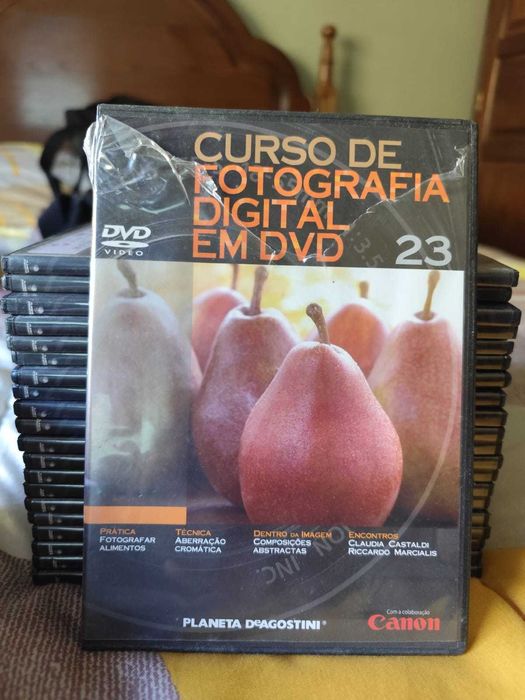 CURSO DE
FOTOGRAFIA
DIGITAL
EM DVD
23
DVD
VIDEO
PRÁTICA
FOTOGRAFAR
ALIMENTOS
TÉCNICA
ABERRAÇÃO
CROMÁTICA
DENTRO DA IMAGEM
COMPOSIÇÕES
ABSTRACTAS
ENCONTROS
CLAUDIA CASTALDI
RICCARDO MARCIALIS
PLANETA DeAGOSTINI
Com a colaboração
Canon